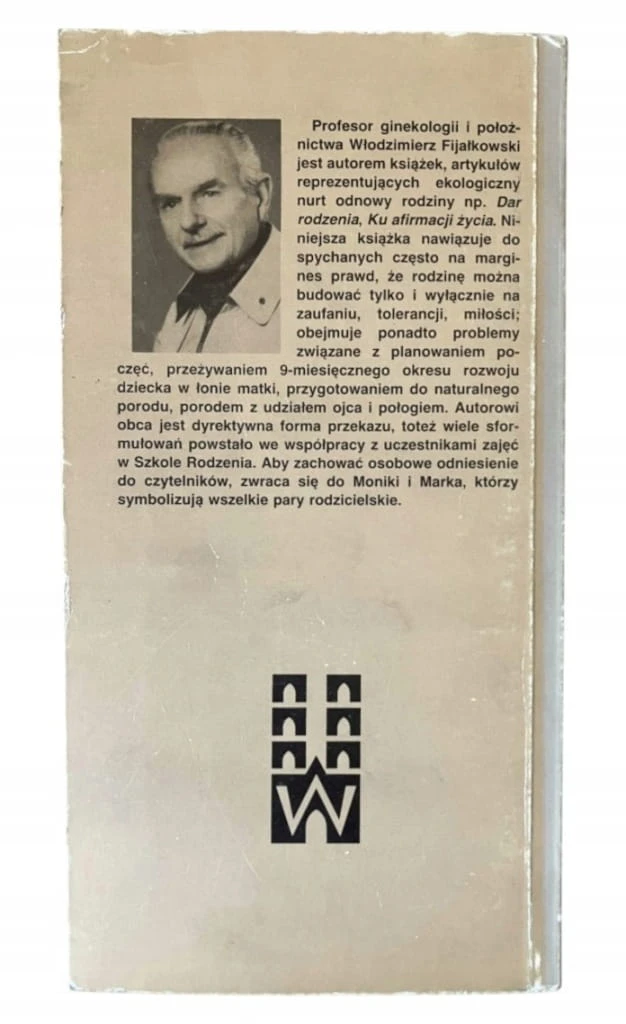 Profesor ginekologii i położ-
nictwa Włodzimierz Fijałkowski
jest autorem książek, artykułów
reprezentujących ekologiczny
nurt odnowy rodziny np. Dar
rodzenia, Ku afirmacji życia. Ni-
niejsza książka nawiązuje do
spychanych często na margi-
nes prawd, że rodzinę można
budować tylko i wyłącznie na
zaufaniu, tolerancji, miłości;
obejmuje ponadto problemy
związane z planowaniem po-
częć, przeżywaniem 9-miesięcznego okresu rozwoju
dziecka w łonie matki, przygotowaniem do naturalnego
porodu, porodem z udziałem ojca i połogiem. Autorowi
obca jest dyrektywna forma przekazu, toteż wiele sfor-
mułowań powstało we współpracy z uczestnikami zajęć
w Szkole Rodzenia. Aby zachować osobowe odniesienie
do czytelników, zwraca się do Moniki i Marka, którzy
symbolizują wszelkie pary rodzicielskie.
W